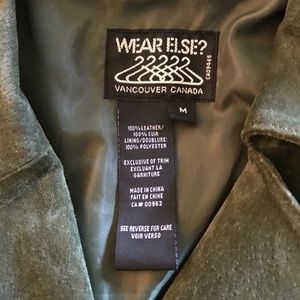 WEAR ELSE?
VANCOUVER CANADA
M
100% LEATHER/
100% CUIR
LINING/DOUBLURE:
100% POLYESTER
EXCLUSIVE OF TRIM
EXCLUANT LA
GARNITURE
MADE IN CHINA
FAIT EN CHINE
CA# 00963
SEE REVERSE FOR CARE
VOIR VERSO